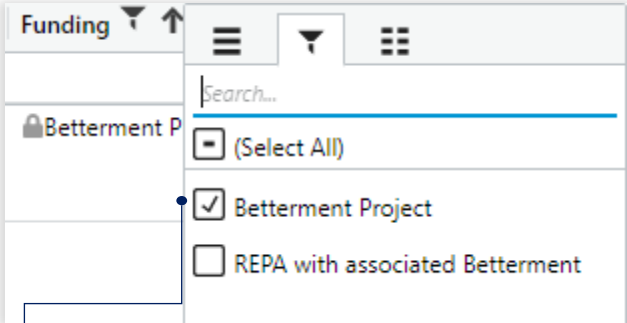 Funding
Search...
(Select All)
Betterment P
Betterment Project
REPA with associated Betterment